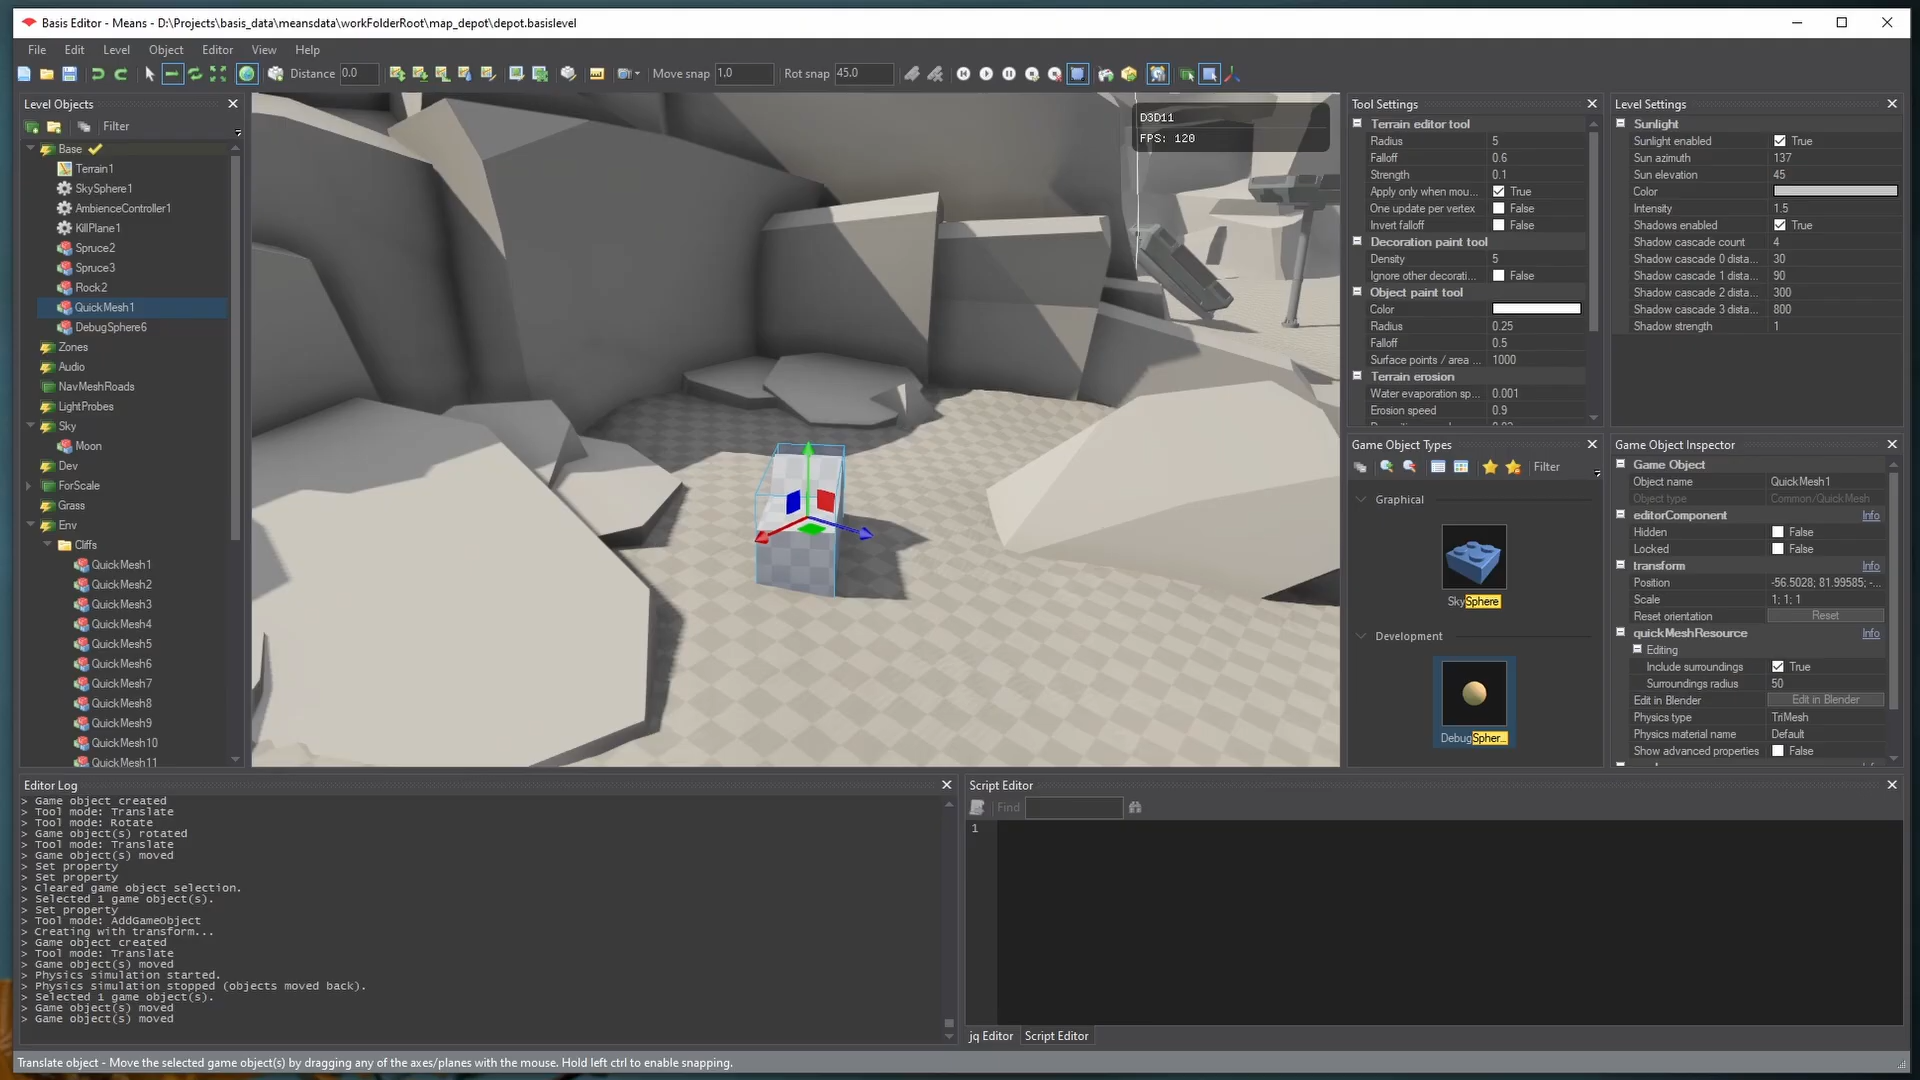 Basis Editor - Means - D:\Projects\basis_data\meansdata\workFolderRoot\map_depot\depot.basislevel
File Edit Level Object Editor View Help
Distance 0.0 Move snap 1.0 Rot snap 45.0
Level Objects
Filter
Base
Terrain1
SkySphere1
AmbienceController1
KillPlane1
Spruce2
Spruce3
Rock2
QuickMesh1
DebugSphere6
Zones
Audio
NavMeshRoads
LightProbes
Sky
Moon
Dev
ForScale
Grass
Env
Cliffs
QuickMesh1
QuickMesh2
QuickMesh3
QuickMesh4
QuickMesh5
QuickMesh6
QuickMesh7
QuickMesh8
QuickMesh9
QuickMesh10
QuickMesh11
D3D11
FPS: 120
Tool Settings
Terrain editor tool
Radius 5
Falloff 0.6
Strength 0.1
Apply only when mou... True
One update per vertex False
Invert falloff False
Decoration paint tool
Density 5
Ignore other decorati... False
Object paint tool
Color
Radius 0.25
Falloff 0.5
Surface points / area ... 1000
Terrain erosion
Water evaporation sp... 0.001
Erosion speed 0.9
Level Settings
Sunlight
Sunlight enabled True
Sun azimuth 137
Sun elevation 45
Color
Intensity 1.5
Shadows enabled True
Shadow cascade count 4
Shadow cascade 0 dista... 30
Shadow cascade 1 dista... 90
Shadow cascade 2 dista... 300
Shadow cascade 3 dista... 800
Shadow strength 1
Game Object Types
Filter
Graphical
SkySphere
Development
DebugSpher...
Game Object Inspector
Game Object
Object name QuickMesh1
Object type Common/QuickMesh
editorComponent Info
Hidden False
Locked False
transform Info
Position -56.5028; 81.99585; -...
Scale 1; 1; 1
Reset orientation Reset
quickMeshResource Info
Editing
Include surroundings True
Surroundings radius 50
Edit in Blender Edit in Blender
Physics type TriMesh
Physics material name Default
Show advanced properties False
Editor Log
> Game object created
> Tool mode: Translate
> Tool mode: Rotate
> Game object(s) rotated
> Tool mode: Translate
> Game object(s) moved
> Set property
> Set property
> Cleared game object selection.
> Selected 1 game object(s).
> Set property
> Tool mode: AddGameObject
> Creating with transform...
> Game object created
> Tool mode: Translate
> Game object(s) moved
> Physics simulation started.
> Physics simulation stopped (objects moved back).
> Selected 1 game object(s).
> Game object(s) moved
> Game object(s) moved
Script Editor
Find
1
jq Editor Script Editor
Translate object - Move the selected game object(s) by dragging any of the axes/planes with the mouse. Hold left ctrl to enable snapping.